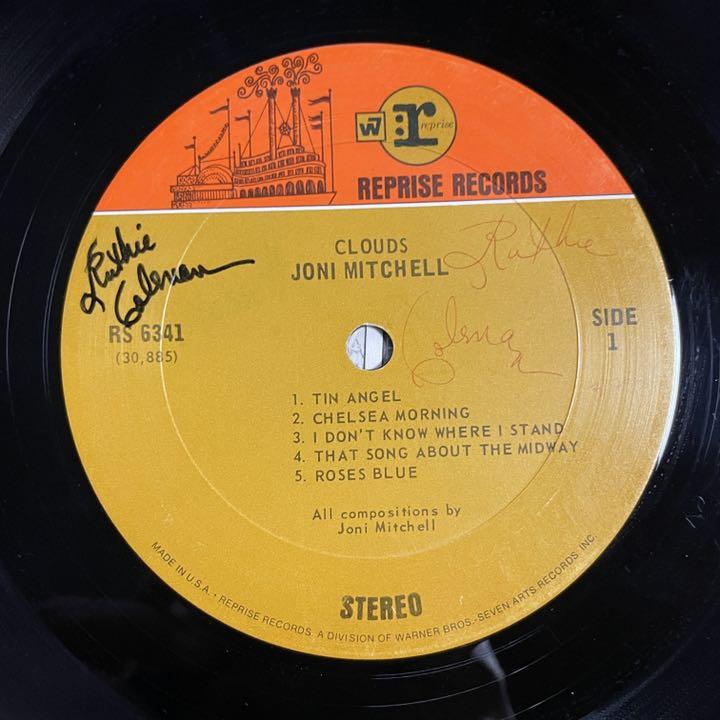 W7
r reprise
REPRISE RECORDS
CLOUDS
JONI MITCHELL
Ruthie
Coleman
Ruthie
Coleman
RS 6341
(30,885)
SIDE
1
1. TIN ANGEL
2. CHELSEA MORNING
3. I DON'T KNOW WHERE I STAND
4. THAT SONG ABOUT THE MIDWAY
5. ROSES BLUE
All compositions by
Joni Mitchell
STEREO
MADE IN U.S.A. • REPRISE RECORDS, A DIVISION OF WARNER BROS.-SEVEN ARTS RECORDS, INC.